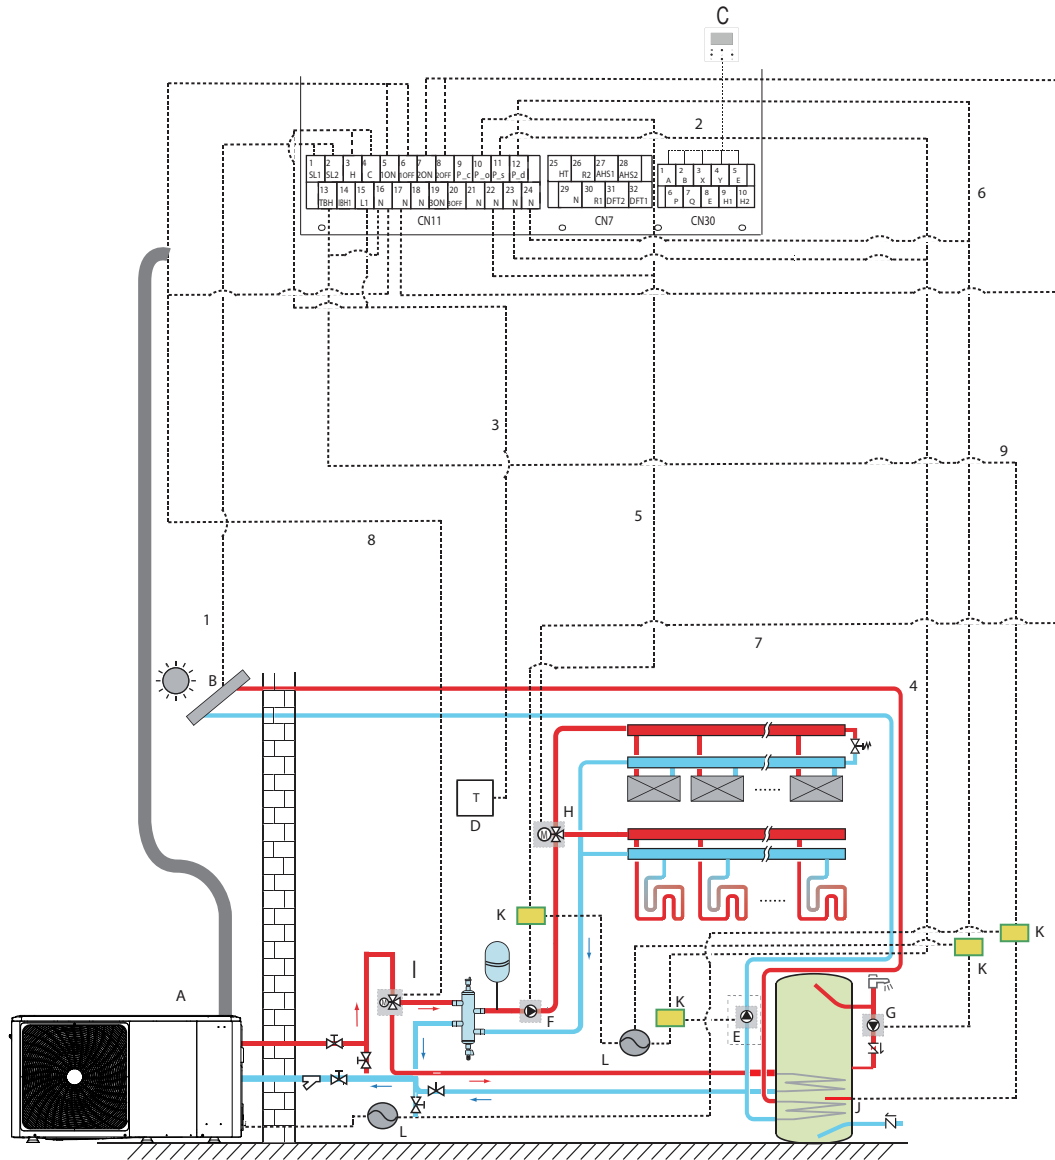 C
2
1 2 3 4 5 6 7 8 9 10 11 12
SL1 SL2 H C 1ON 1OFF 2ON 2OFF P_c P_o P_s P_d
13 14 15 16 17 18 19 20 21 22 23 24
TBH IBH1 L1 N N N 3ON 3OFF N N N N
CN11
25 26 27 28
HT R2 AHS1 AHS2
29 30 31 32
N R1 DFT2 DFT1
CN7
1 2 3 4 5
A B X Y E
6 7 8 9 10
P Q E H1 H2
CN30
6
3
9
5
8
1
7
B
4
T
D
H
M
K
K
K
A
I
M
K
F
G
E
L
J
L